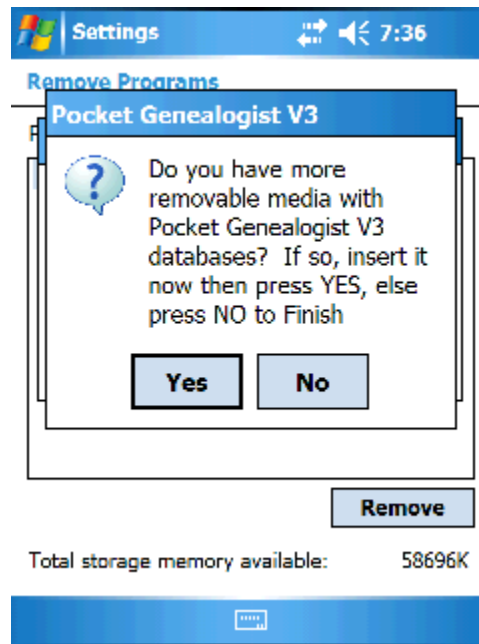 Settings 7:36
Remove Programs
Pocket Genealogist V3
Do you have more
removable media with
Pocket Genealogist V3
databases? If so, insert it
now then press YES, else
press NO to Finish
Yes No
Remove
Total storage memory available: 58696K